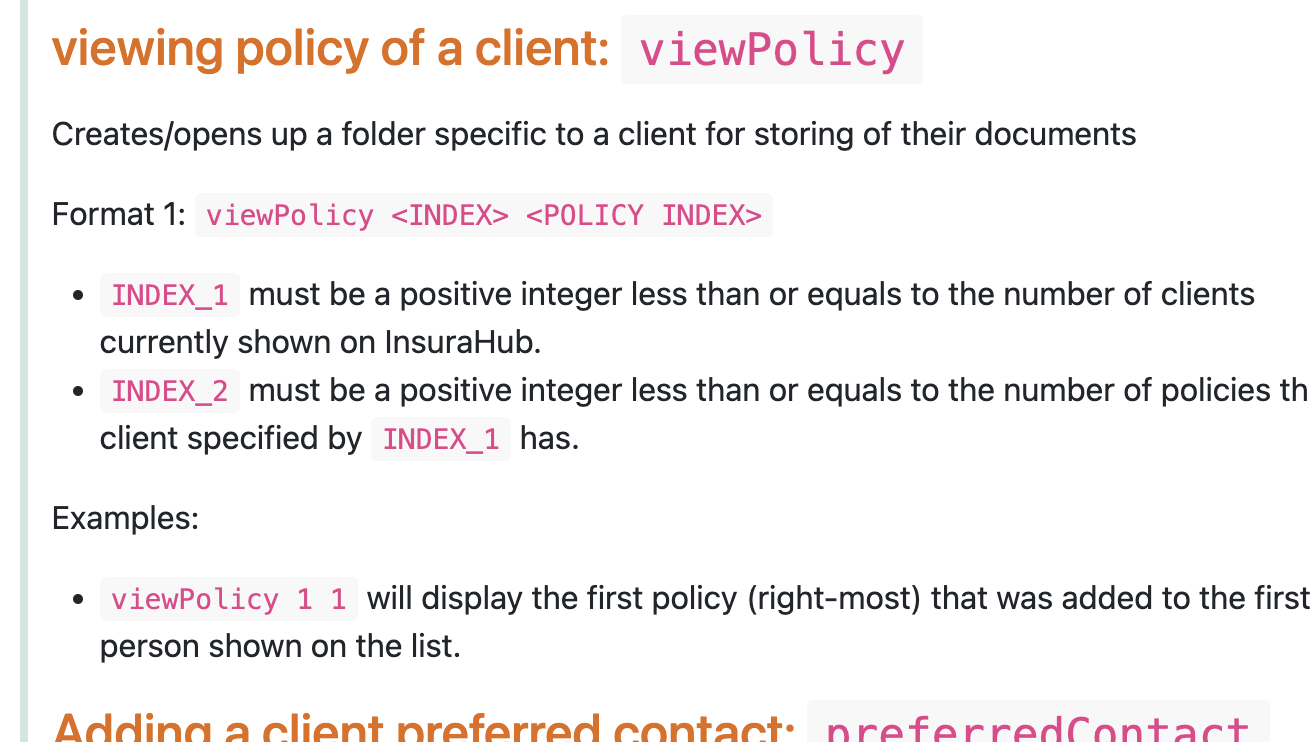 viewing policy of a client: viewPolicy
Creates/opens up a folder specific to a client for storing of their documents
Format 1: viewPolicy <INDEX> <POLICY INDEX>
• INDEX_1 must be a positive integer less than or equals to the number of clients
currently shown on InsuraHub.
• INDEX_2 must be a positive integer less than or equals to the number of policies th
client specified by INDEX_1 has.
Examples:
• viewPolicy 1 1 will display the first policy (right-most) that was added to the first
person shown on the list.
Adding a client preferred contact: preferredContact